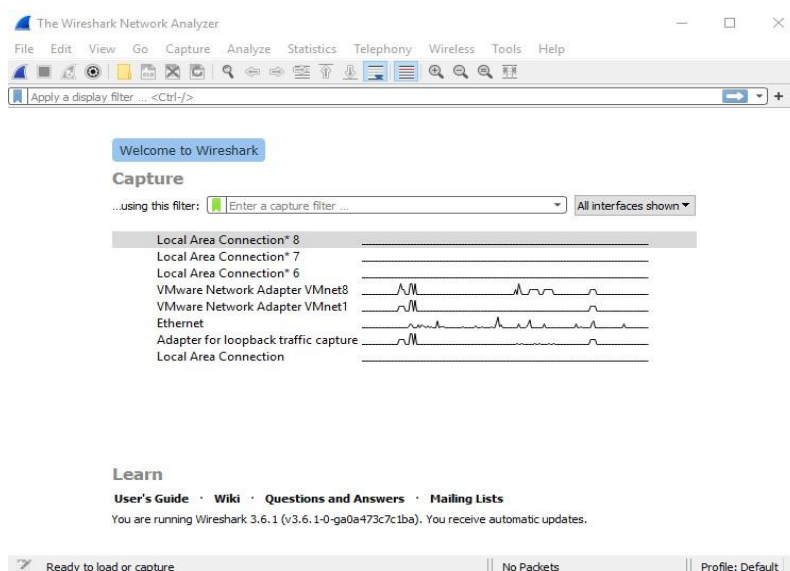 The Wireshark Network Analyzer
File Edit View Go Capture Analyze Statistics Telephony Wireless Tools Help
Apply a display filter ... <Ctrl-/>
Welcome to Wireshark
Capture
...using this filter: Enter a capture filter ... All interfaces shown
Local Area Connection* 8
Local Area Connection* 7
Local Area Connection* 6
VMware Network Adapter VMnet8
VMware Network Adapter VMnet1
Ethernet
Adapter for loopback traffic capture
Local Area Connection
Learn
User's Guide · Wiki · Questions and Answers · Mailing Lists
You are running Wireshark 3.6.1 (v3.6.1-0-ga0a473c7c1ba). You receive automatic updates.
Ready to load or capture No Packets Profile: Default